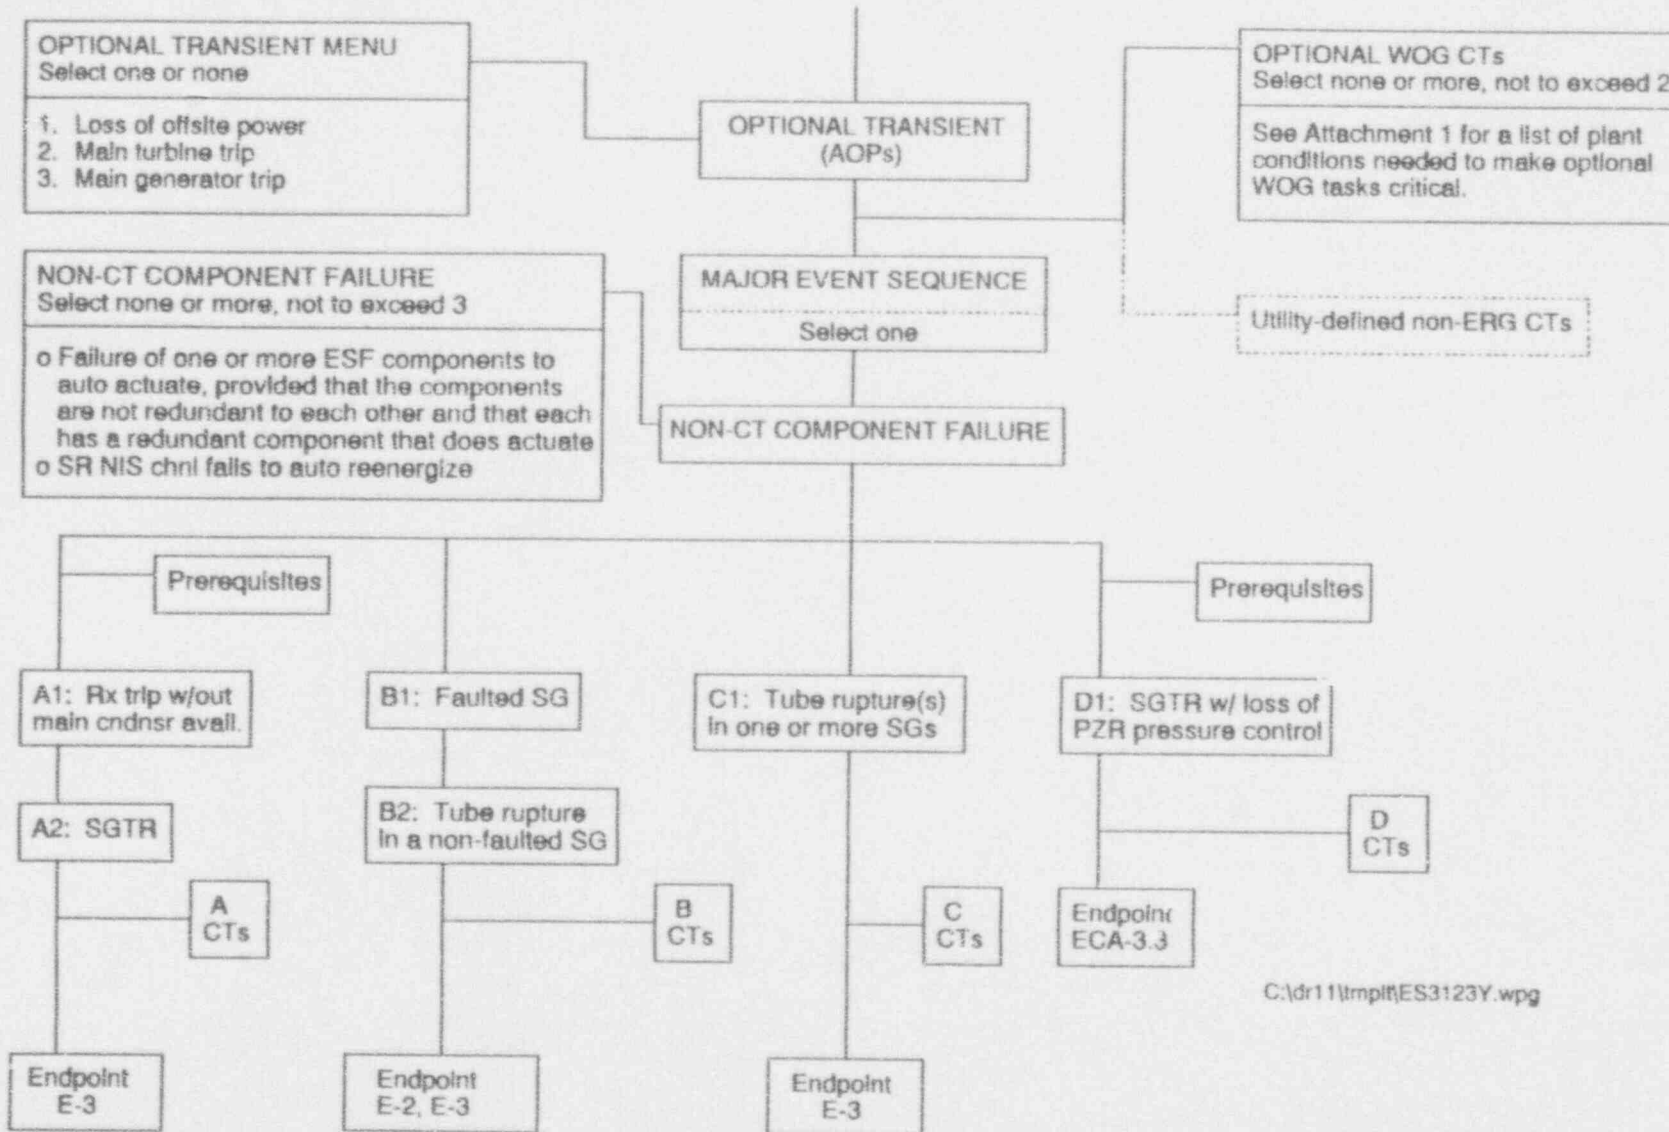 OPTIONAL TRANSIENT MENU
Select one or none
1. Loss of offsite power
2. Main turbine trip
3. Main generator trip
OPTIONAL TRANSIENT
(AOPs)
OPTIONAL WOG CTs
Select none or more, not to exceed 2
See Attachment 1 for a list of plant
conditions needed to make optional
WOG tasks critical.
NON-CT COMPONENT FAILURE
Select none or more, not to exceed 3
o Failure of one or more ESF components to
auto actuate, provided that the components
are not redundant to each other and that each
has a redundant component that does actuate
o SR NIS chnl fails to auto reenergize
MAJOR EVENT SEQUENCE
Select one
Utility-defined non-ERG CTs
NON-CT COMPONENT FAILURE
Prerequisites
Prerequisites
A1: Rx trip w/out
main cndnsr avail.
B1: Faulted SG
C1: Tube rupture(s)
in one or more SGs
D1: SGTR w/ loss of
PZR pressure control
A2: SGTR
B2: Tube rupture
in a non-faulted SG
D
CTs
A
CTs
B
CTs
C
CTs
Endpoint
ECA-3.3
C:\dr11\tmplt\ES3123Y.wpg
Endpoint
E-3
Endpoint
E-2, E-3
Endpoint
E-3